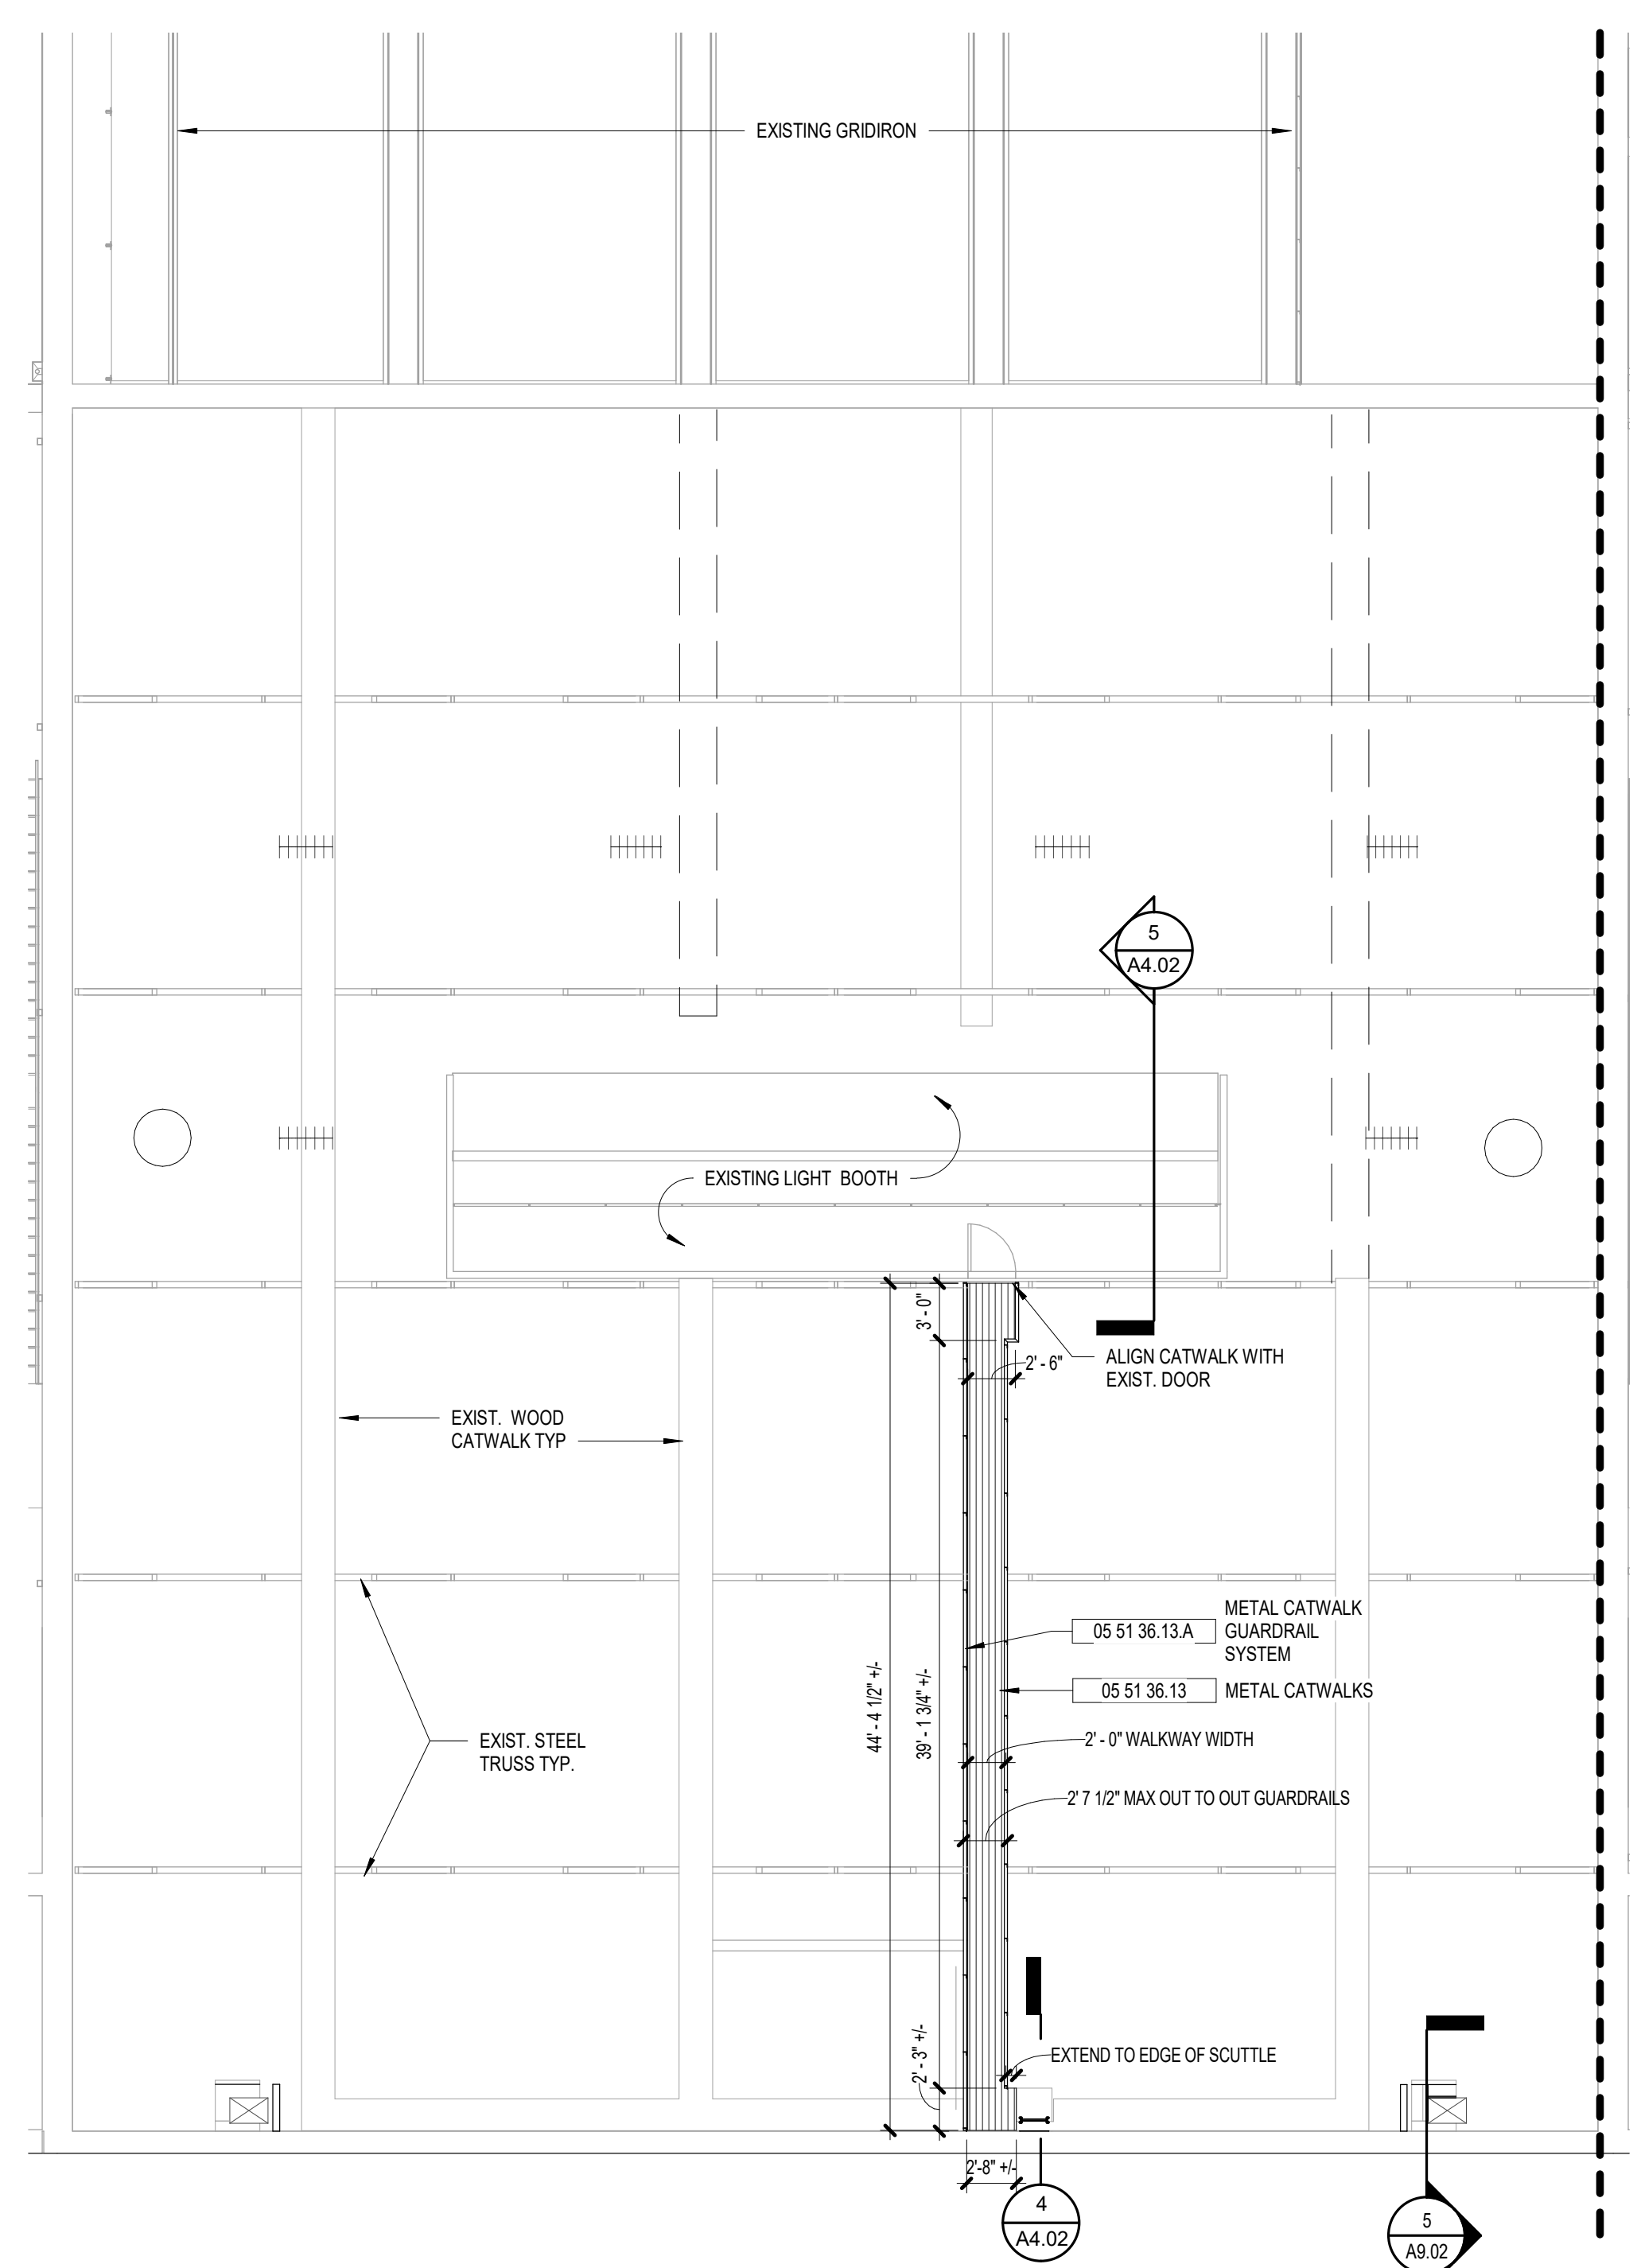 EXISTING GRIDIRON
5
A4.02
EXISTING LIGHT BOOTH
3' - 0"
2' - 6"
ALIGN CATWALK WITH
EXIST. DOOR
EXIST. WOOD
CATWALK TYP
METAL CATWALK
GUARDRAIL
SYSTEM
05 51 36.13.A
05 51 36.13
METAL CATWALKS
44' - 4 1/2" +/-
39' - 1 3/4" +/-
EXIST. STEEL
TRUSS TYP.
2' - 0" WALKWAY WIDTH
2' 7 1/2" MAX OUT TO OUT GUARDRAILS
2' - 3" +/-
EXTEND TO EDGE OF SCUTTLE
2'-8" +/-
4
A4.02
5
A9.02